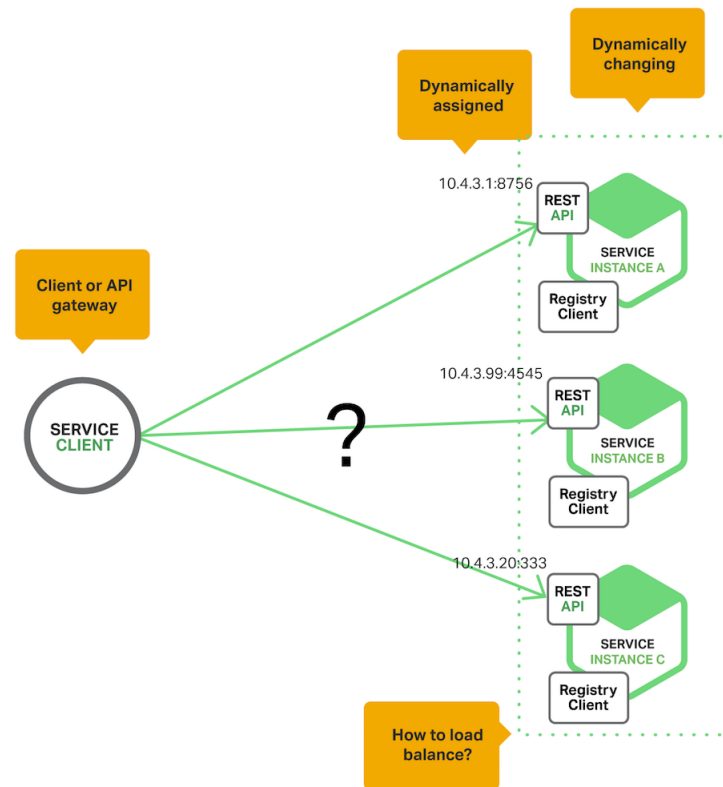 Dynamically
changing
Dynamically
assigned
10.4.3.1:8756
REST
API
SERVICE
INSTANCE A
Registry
Client
Client or API
gateway
10.4.3.99:4545
REST
API
SERVICE
CLIENT
?
SERVICE
INSTANCE B
Registry
Client
10.4.3.20:333
REST
API
SERVICE
INSTANCE C
Registry
Client
How to load
balance?